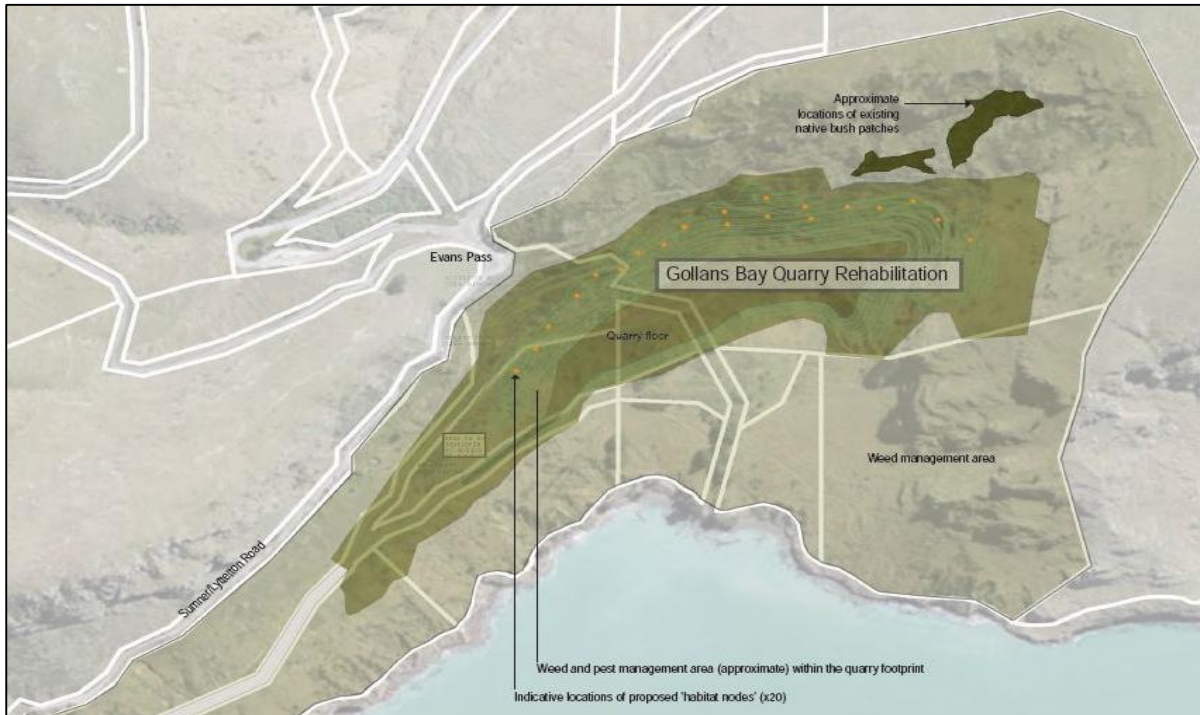 Approximate
locations of existing
native bush patches
Evans Pass
Gollans Bay Quarry Rehabilitation
Quarry floor
Weed management area
Sumner/Lyttelton Road
Weed and pest management area (approximate) within the quarry footprint
Indicative locations of proposed 'habitat nodes' (x20)